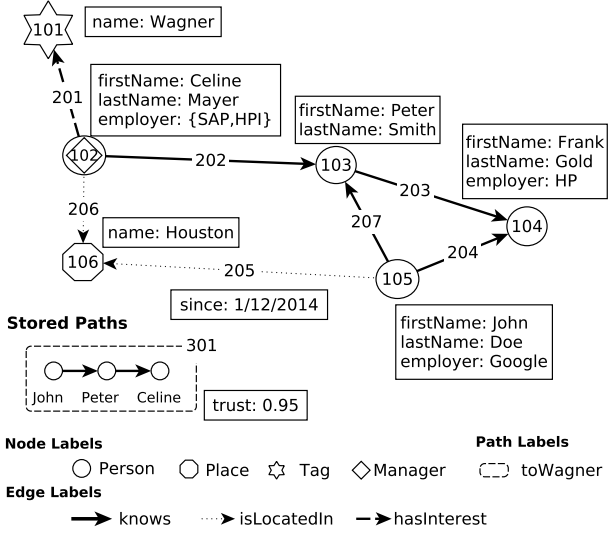 101
name: Wagner
201
firstName: Celine
lastName: Mayer
employer: {SAP,HPI}
102
202
firstName: Peter
lastName: Smith
103
203
firstName: Frank
lastName: Gold
employer: HP
104
206
207
204
name: Houston
106
205
105
since: 1/12/2014
firstName: John
lastName: Doe
employer: Google
Stored Paths
301
John Peter Celine
trust: 0.95
Node Labels
Person Place Tag Manager
Path Labels
toWagner
Edge Labels
knows isLocatedIn hasInterest